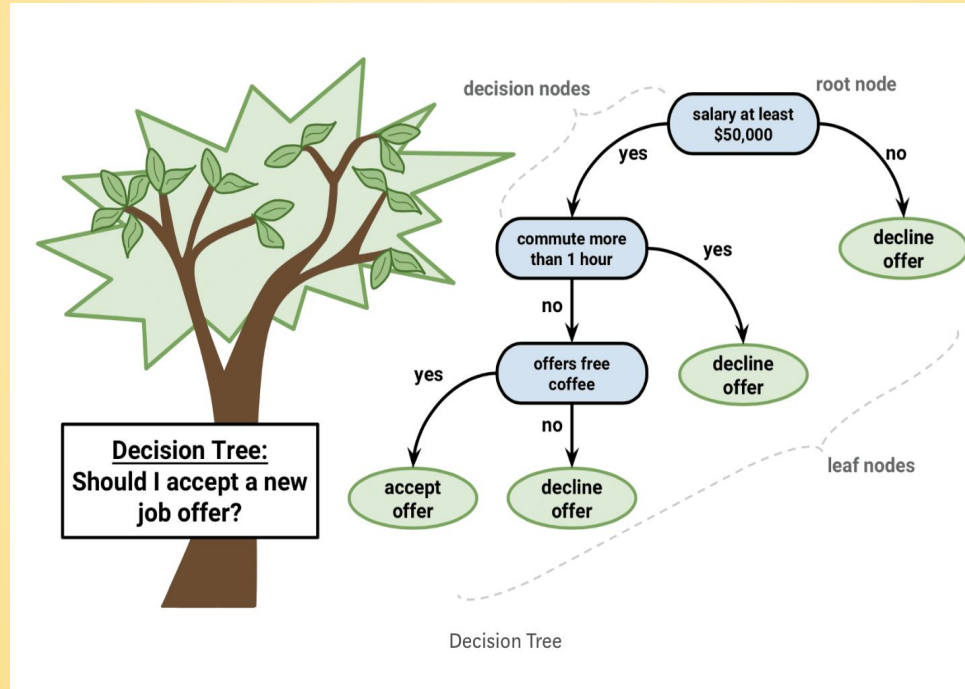 decision nodes
root node
salary at least
$50,000
yes
no
commute more
than 1 hour
yes
decline
offer
no
offers free
coffee
yes
decline
offer
no
Decision Tree:
Should I accept a new
job offer?
accept
offer
decline
offer
leaf nodes
Decision Tree